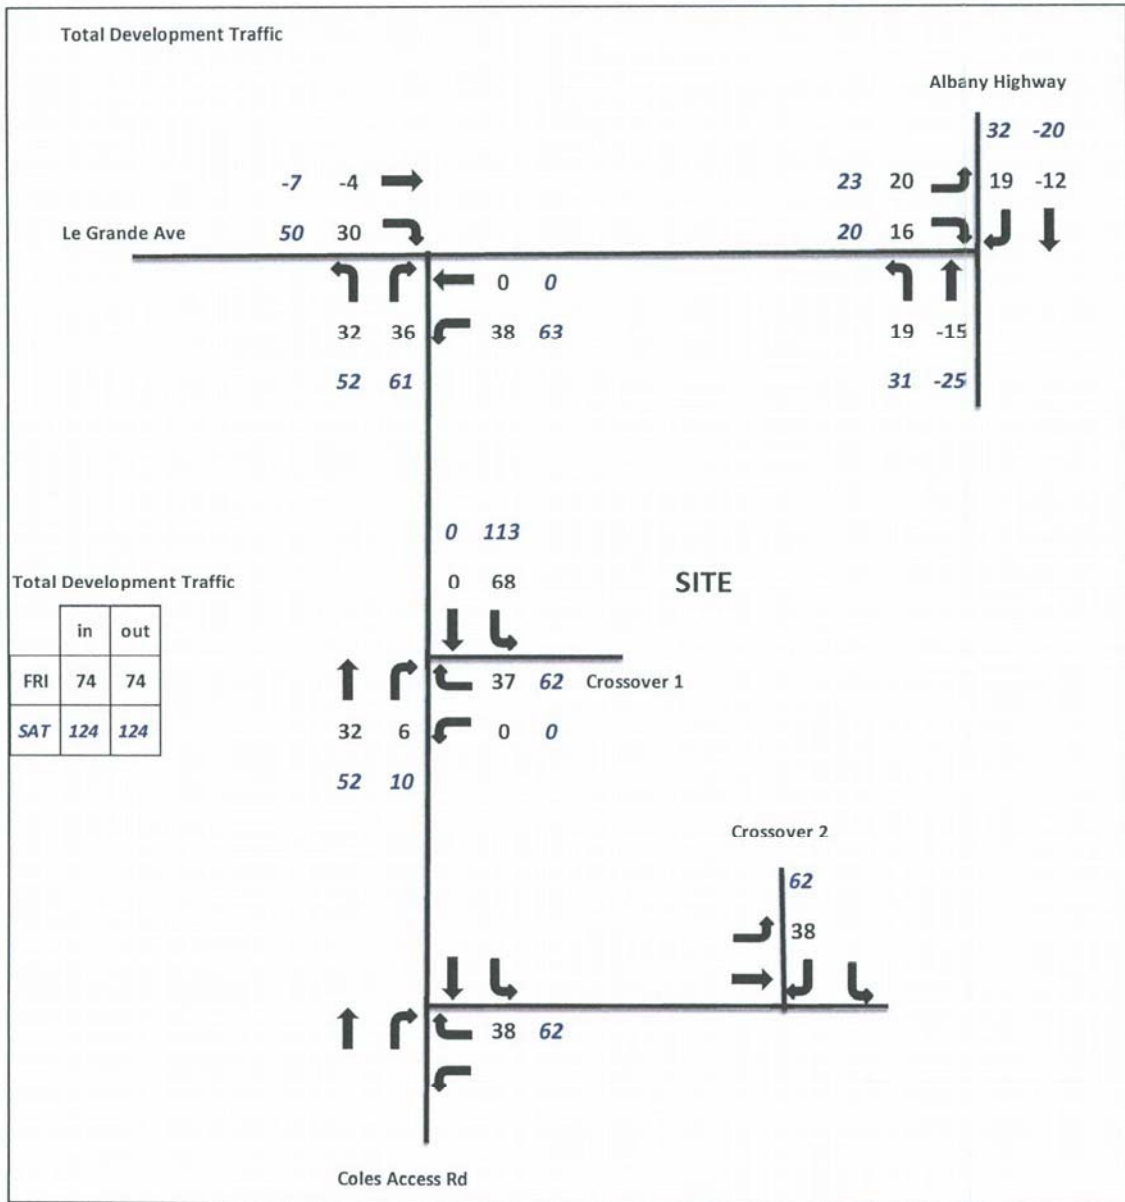 Total Development Traffic
Albany Highway
32 -20
-7 -4
23 20
19 -12
Le Grande Ave
50 30
20 16
0 0
32 36
38 63
19 -15
52 61
31 -25
0 113
Total Development Traffic
0 68
SITE
in out
FRI 74 74
37 62 Crossover 1
SAT 124 124
32 6
0 0
52 10
Crossover 2
62
38
38 62
Coles Access Rd